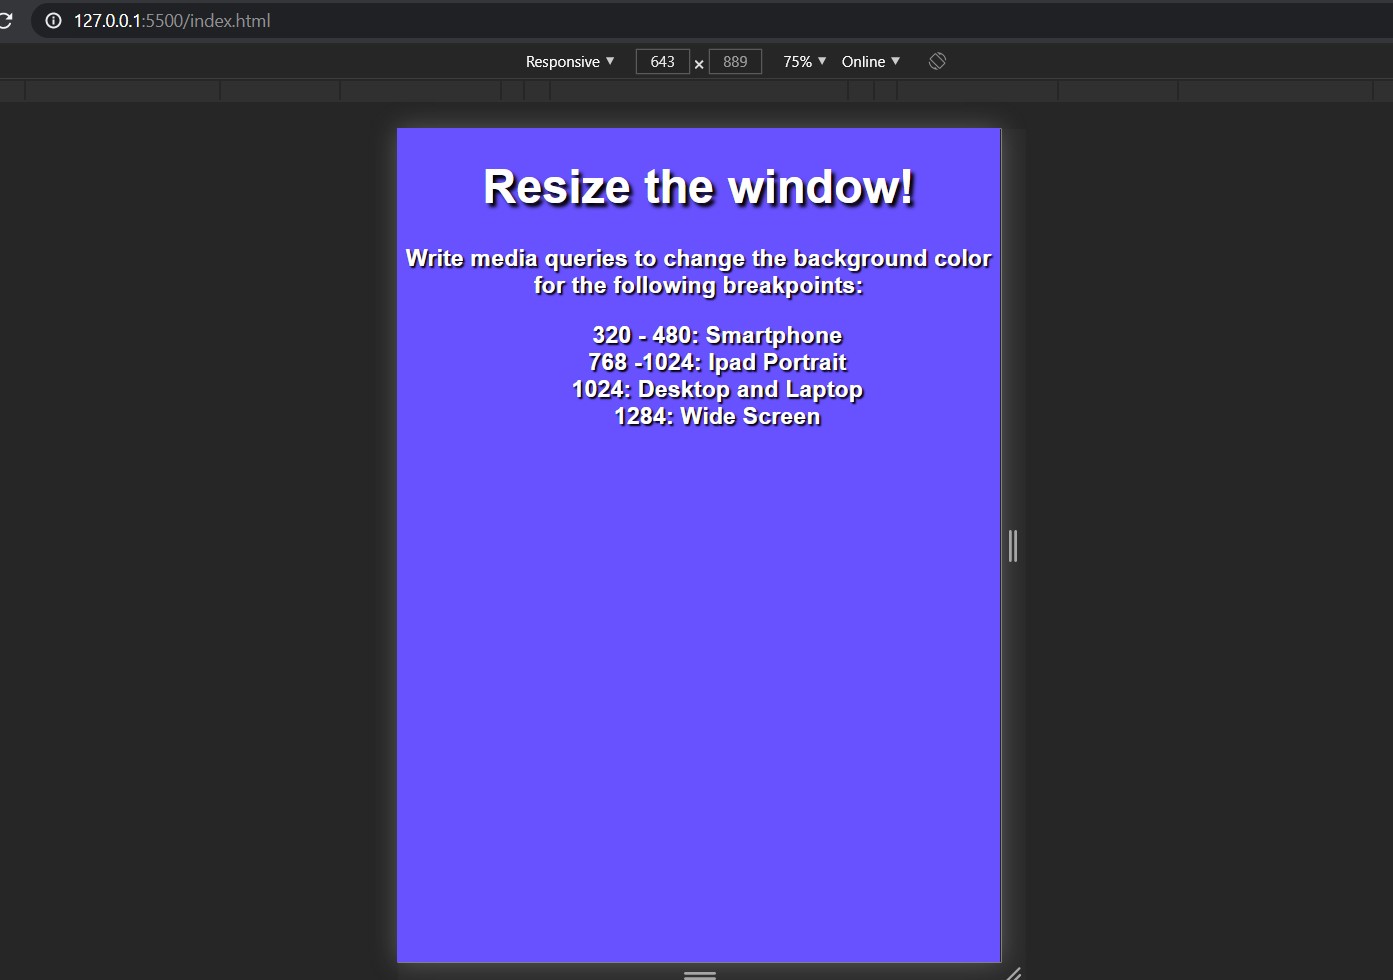 127.0.0.1:5500/index.html
Responsive 643 × 889 75% Online
Resize the window!
Write media queries to change the background color
for the following breakpoints:
320 - 480: Smartphone
768 -1024: Ipad Portrait
1024: Desktop and Laptop
1284: Wide Screen